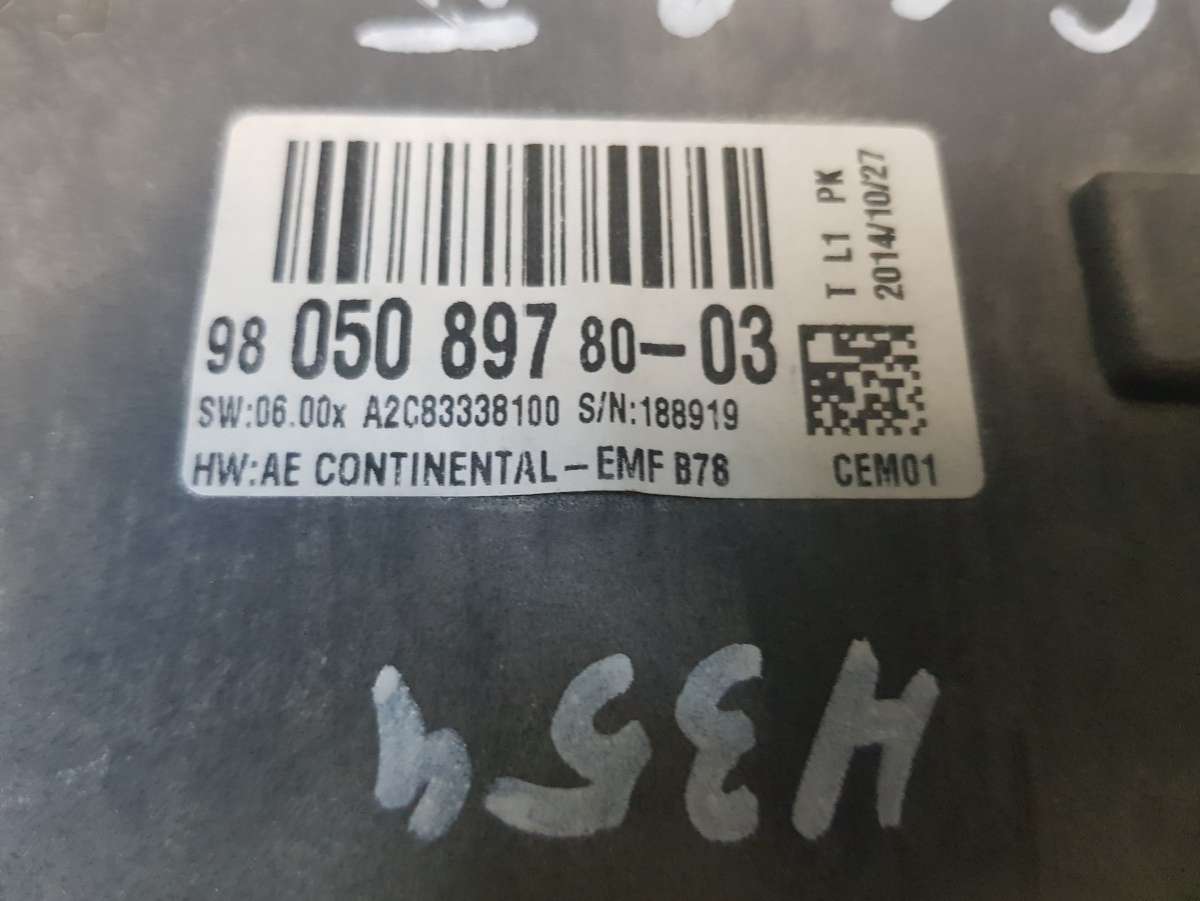 T L1 PK
2014/10/27
98 050 897 80-03
SW:06.00x A2C83338100 S/N:188919
HW:AE CONTINENTAL-EMF B78 CEM01
H354